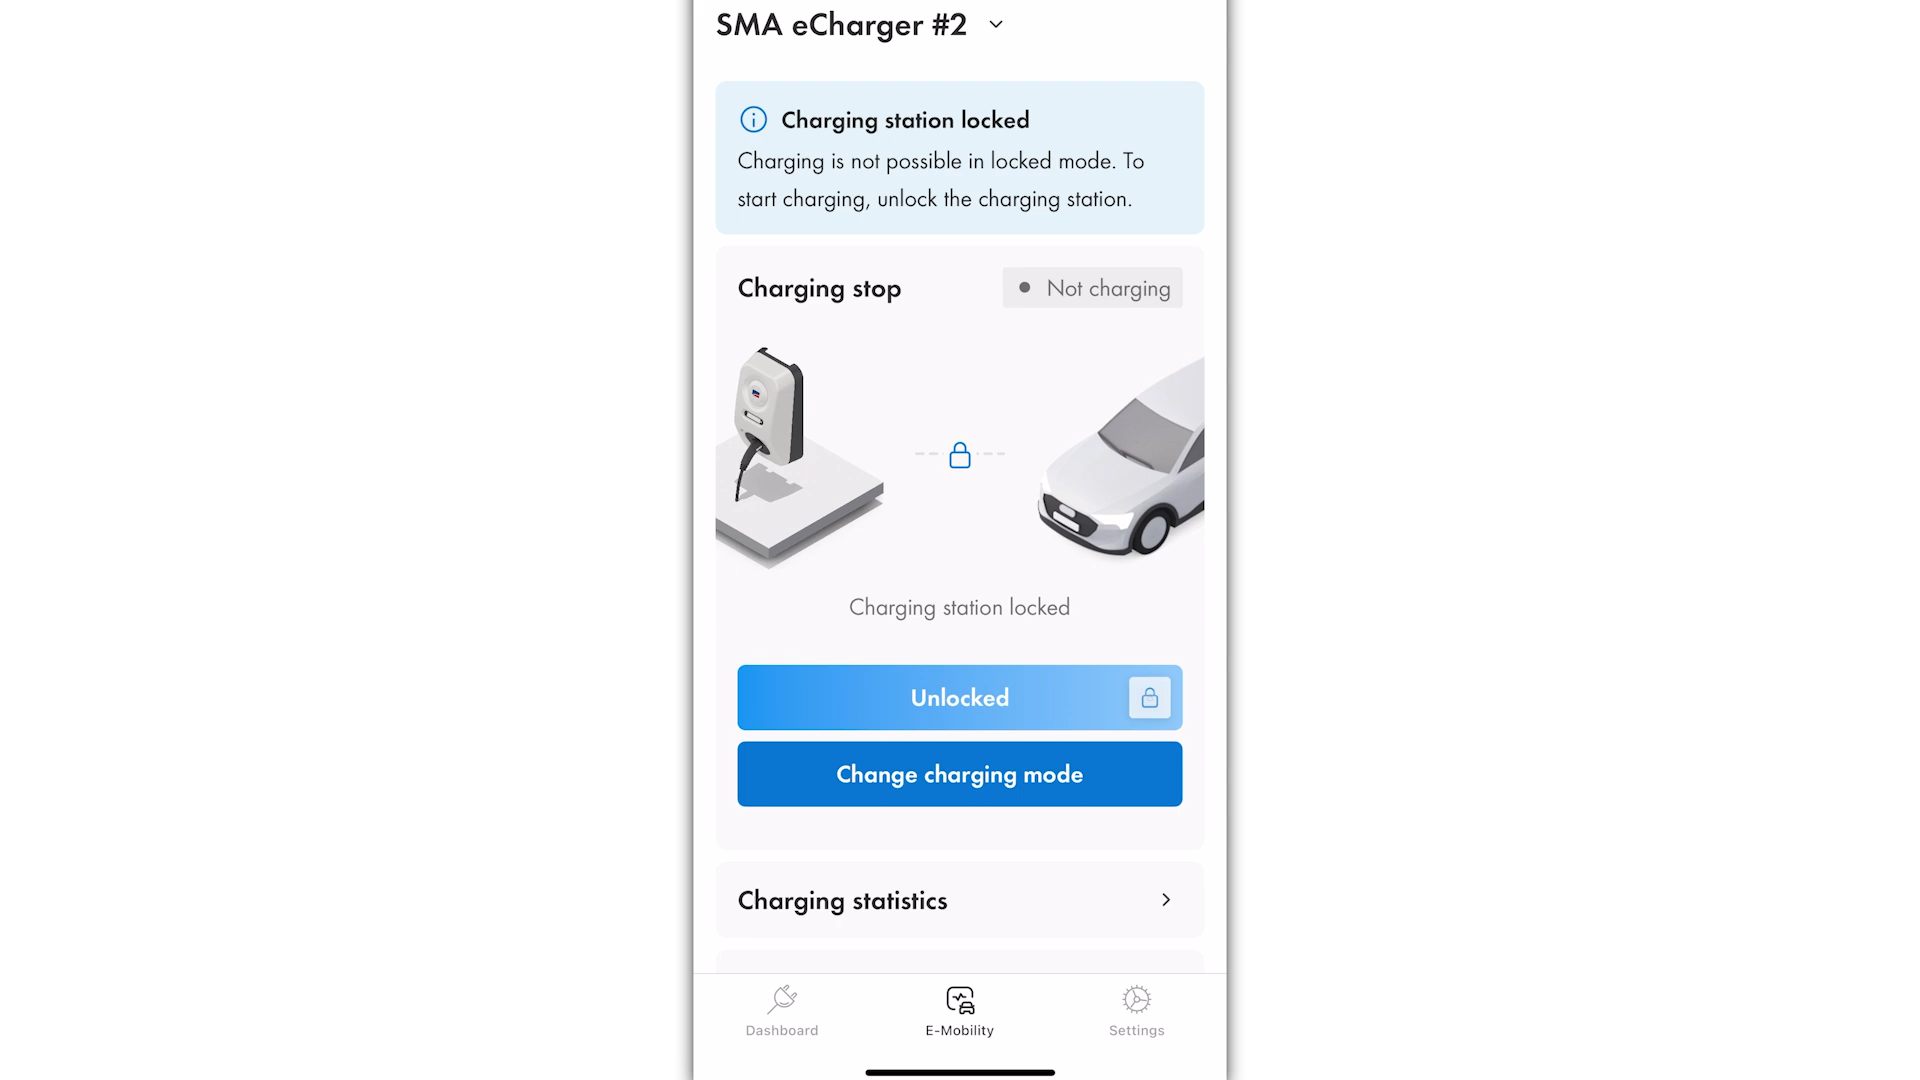 SMA eCharger #2
Charging station locked
Charging is not possible in locked mode. To
start charging, unlock the charging station.
Charging stop
Not charging
Charging station locked
Unlocked
Change charging mode
Charging statistics
Dashboard
E-Mobility
Settings